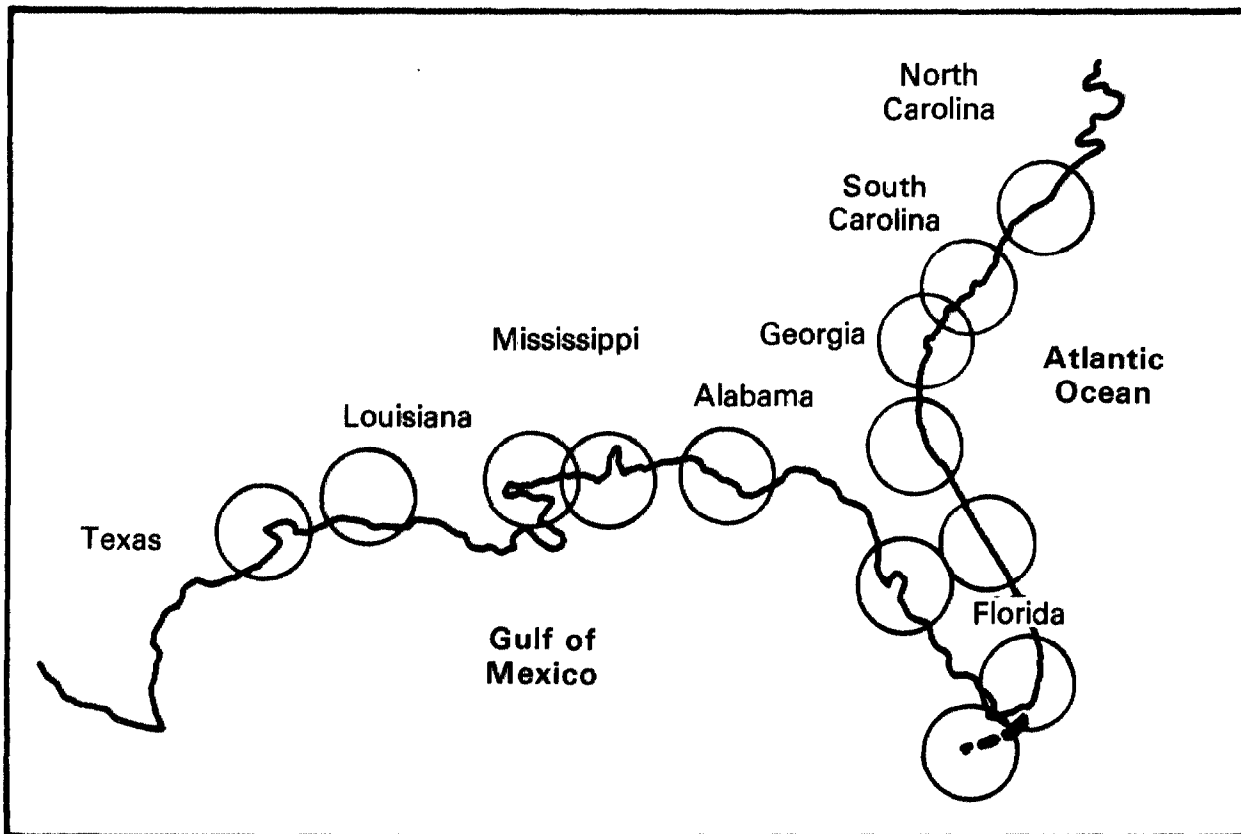 North
Carolina
South
Carolina
Mississippi
Georgia
Atlantic
Ocean
Louisiana
Alabama
Texas
Florida
Gulf of
Mexico